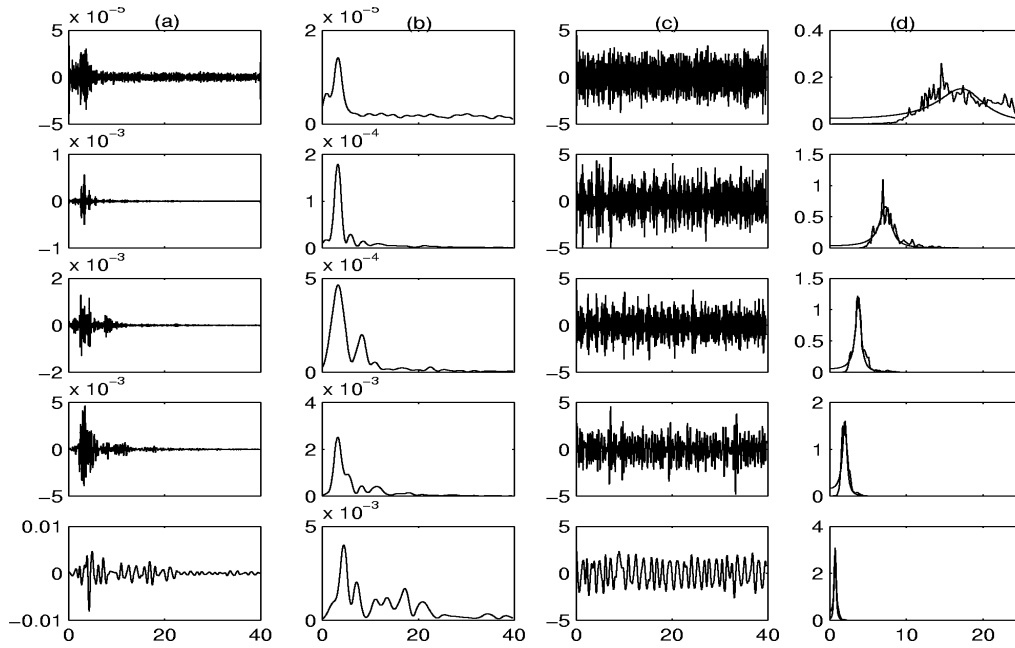 x 10⁻⁵ (a) x 10⁻⁵ (b) (c) (d)
5 2 5 0.4
0 1 0 0.2
−5 0 −5 0
x 10⁻³ x 10⁻⁴
1 2 5 1.5
1
0 1 0
0.5
−1 0 −5 0
x 10⁻³ x 10⁻⁴
2 5 5 1.5
1
0 0
0.5
−2 0 −5 0
x 10⁻³ x 10⁻³
5 4 5 2
0 2 0 1
−5 0 −5 0
x 10⁻³
0.01 5 5 4
0 0 2
−0.01 0 −5 0
0 20 40 0 20 40 0 20 40 0 10 20